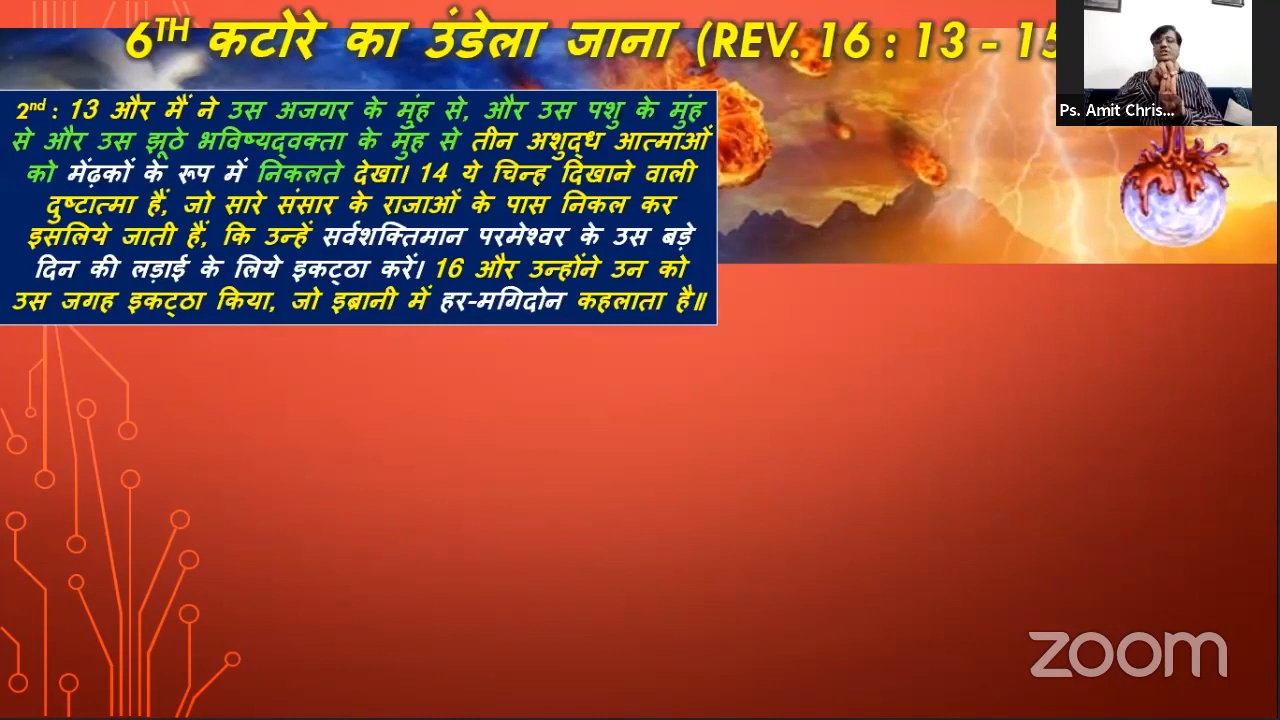 6TH कटोरे का उंडेला जाना (REV. 16 : 13 - 15
Ps. Amit Chris...
2nd : 13 और मैं ने उस अजगर के मुंह से, और उस पशु के मुंह
से और उस झूठे भविष्यद्वक्ता के मुंह से तीन अशुद्ध आत्माओं
को मेंढ़कों के रूप में निकलते देखा। 14 ये चिन्ह दिखाने वाली
दुष्टात्मा हैं, जो सारे संसार के राजाओं के पास निकल कर
इसलिये जाती हैं, कि उन्हें सर्वशक्तिमान परमेश्वर के उस बड़े
दिन की लड़ाई के लिये इकट्ठा करें। 16 और उन्होंने उन को
उस जगह इकट्ठा किया, जो इब्रानी में हर-मगिदोन कहलाता है॥
zoom